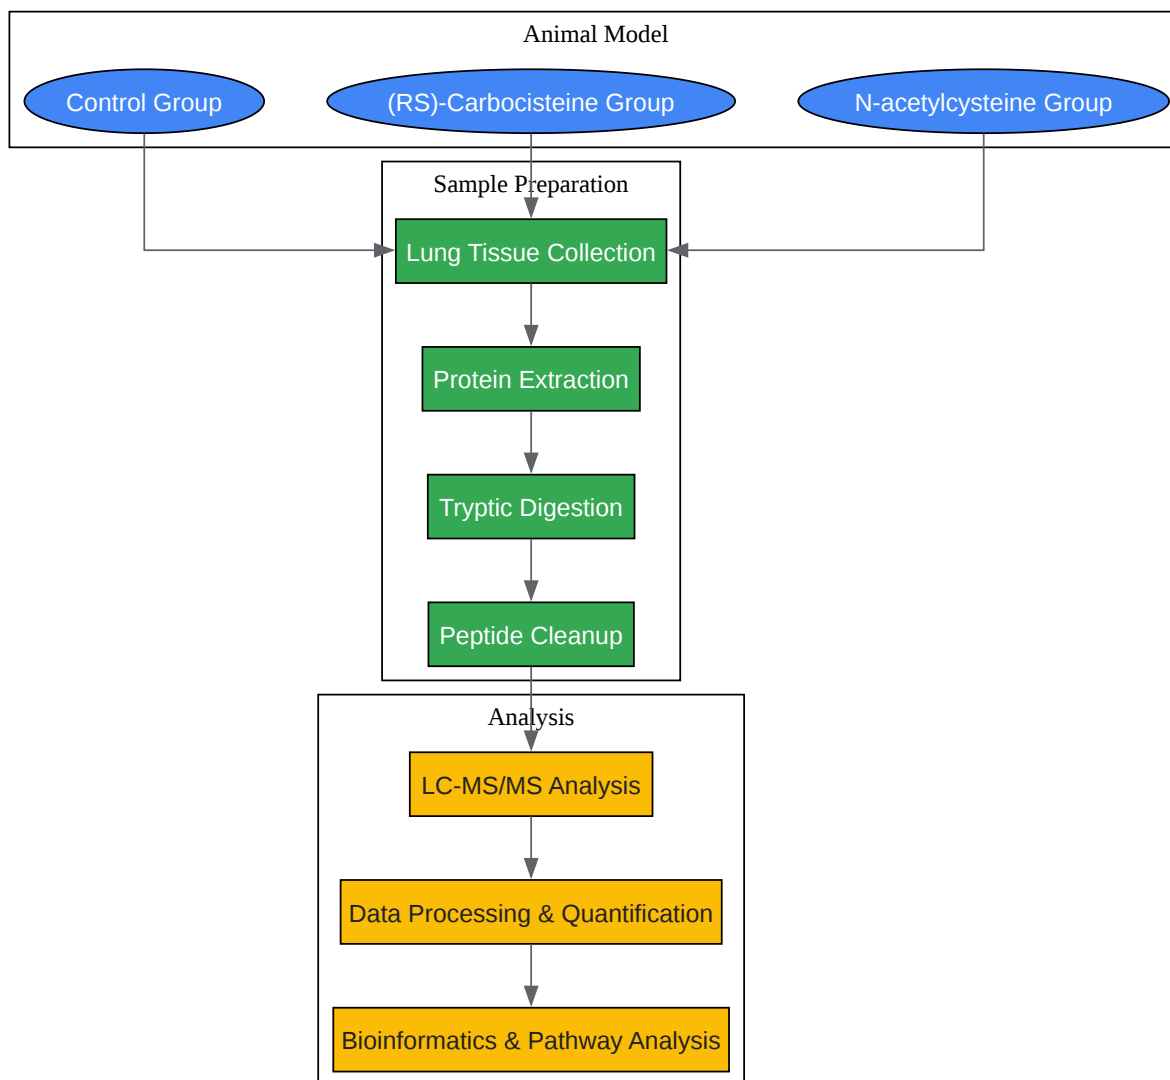 Animal Model
Control Group
(RS)-Carbocisteine Group
N-acetylcysteine Group
Sample Preparation
Lung Tissue Collection
Protein Extraction
Tryptic Digestion
Peptide Cleanup
Analysis
LC-MS/MS Analysis
Data Processing & Quantification
Bioinformatics & Pathway Analysis